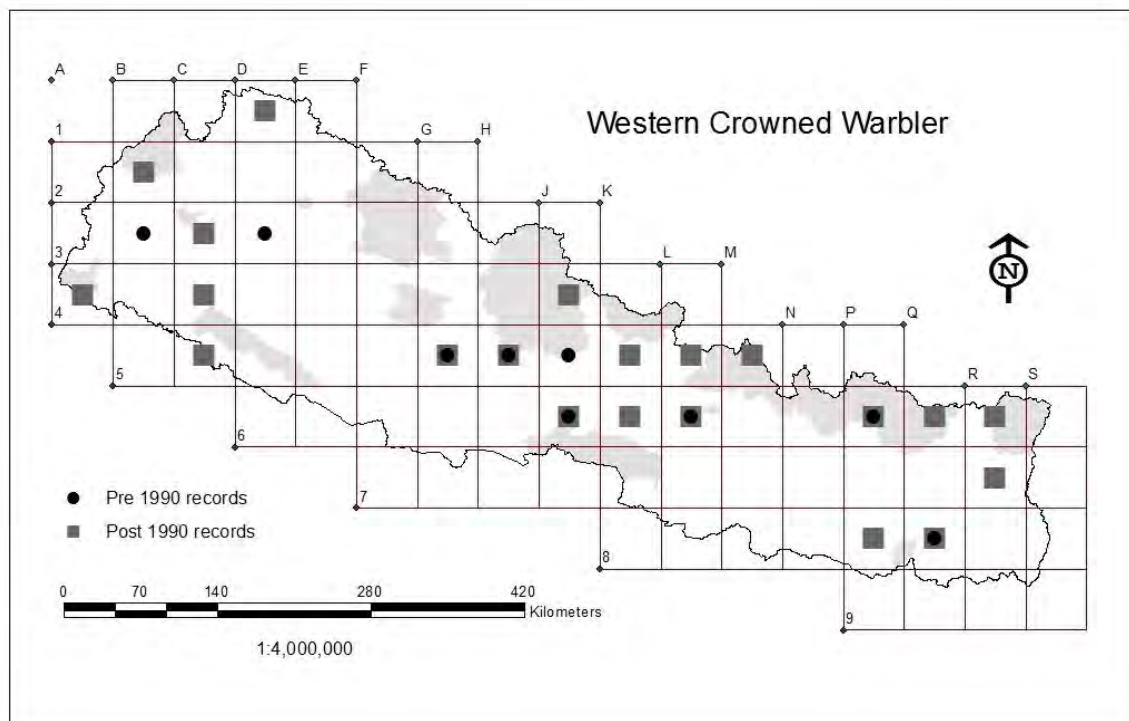 A
B C D E F
1
G H
Western Crowned Warbler
2
J K
3
L M
N
4
N P Q
5
R S
6
Pre 1990 records
7
Post 1990 records
8
0 70 140 280 420
Kilometers
9
1:4,000,000